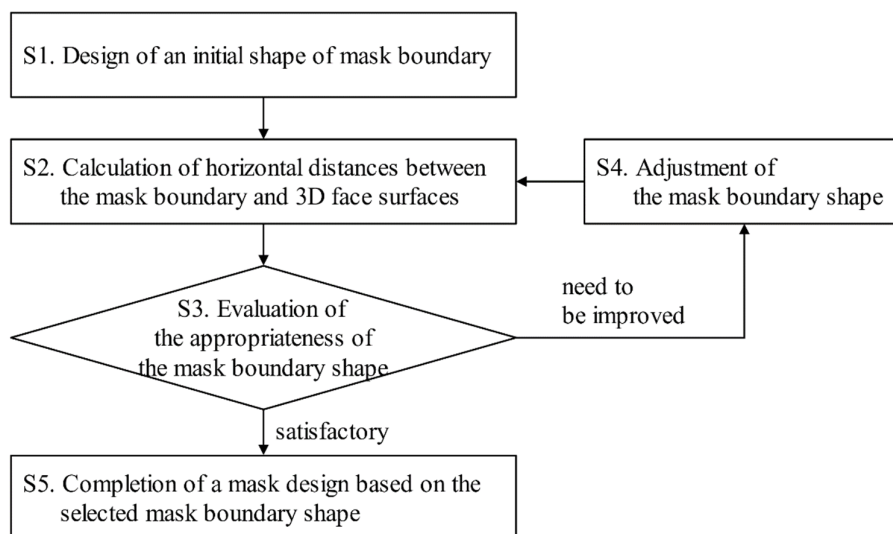 S1. Design of an initial shape of mask boundary
S2. Calculation of horizontal distances between
the mask boundary and 3D face surfaces
S4. Adjustment of
the mask boundary shape
S3. Evaluation of
the appropriateness of
the mask boundary shape
need to
be improved
satisfactory
S5. Completion of a mask design based on the
selected mask boundary shape